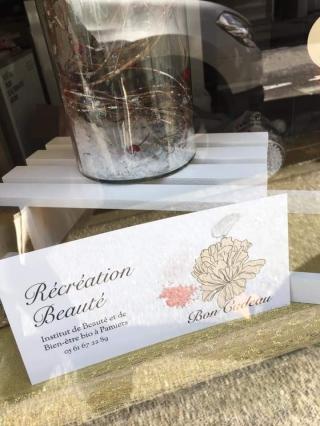 Récréation
Beauté
Institut de Beauté et de
Bien-être bio à Pamiers
05 61 67 22 89
Bon Cadeau